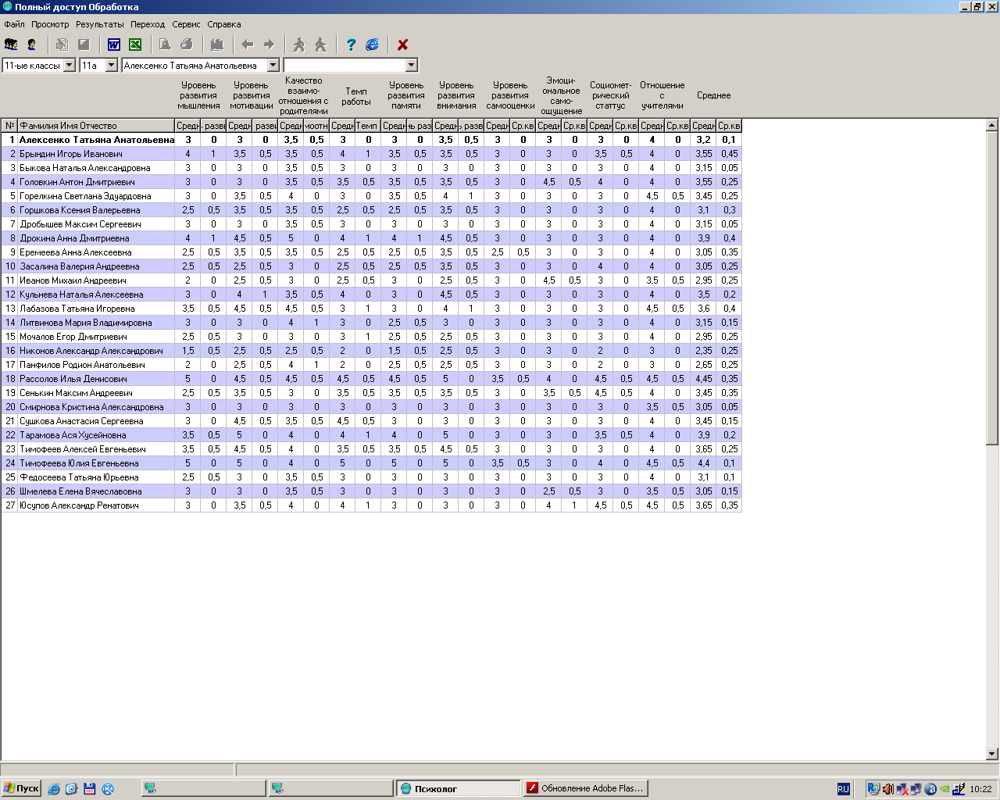 Полный доступ Обработка
Файл Просмотр Результаты Переход Сервис Справка
11-ые классы 11а Алексенко Татьяна Анатольевна
Уровень развития мышления Уровень развития мотивации Качество взаимо- отношения с родителями Темп работы Уровень развития памяти Уровень развития внимания Уровень развития самооценки Эмоци- ональное само- ощущение Социомет- рический статтус Отношение с учителями Среднее
№ Фамилия Имя Отчество Средн . разви Средн разви Средн моотн Средн Темп Средн нь раз Средн ь разв Средн Ср.кв Средн Ср.кв Средн Ср.кв Средн Ср.кв Средн Ср.кв
1 Алексенко Татьяна Анатольевна 3 0 3 0 3,5 0,5 3 0 3 0 3,5 0,5 3 0 3 0 3 0 4 0 3,2 0,1
2 Брындин Игорь Иванович 4 1 3,5 0,5 3,5 0,5 4 1 3,5 0,5 3,5 0,5 3 0 3 0 3,5 0,5 4 0 3,55 0,45
3 Быкова Наталья Александровна 3 0 3 0 3,5 0,5 3 0 3 0 3 0 3 0 3 0 3 0 4 0 3,15 0,05
4 Головкин Антон Дмитриевич 3 0 3 0 3,5 0,5 3,5 0,5 3,5 0,5 3,5 0,5 3 0 4,5 0,5 4 0 4 0 3,55 0,25
5 Горелкина Светлана Эдуардовна 3 0 3,5 0,5 4 0 3 0 3,5 0,5 4 1 3 0 3 0 3 0 4,5 0,5 3,45 0,25
6 Горшкова Ксения Валерьевна 2,5 0,5 3,5 0,5 3,5 0,5 2,5 0,5 2,5 0,5 3,5 0,5 3 0 3 0 3 0 4 0 3,1 0,3
7 Дробышев Максим Сергеевич 3 0 3 0 3,5 0,5 3 0 3 0 3 0 3 0 3 0 3 0 4 0 3,15 0,05
8 Дрокина Анна Дмитриевна 4 1 4,5 0,5 5 0 4 1 4 1 4,5 0,5 3 0 3 0 3 0 4 0 3,9 0,4
9 Еремеева Анна Алексеевна 2,5 0,5 3,5 0,5 3,5 0,5 2,5 0,5 2,5 0,5 3,5 0,5 2,5 0,5 3 0 3 0 4 0 3,05 0,35
10 Засалина Валерия Андреевна 2,5 0,5 2,5 0,5 3 0 2,5 0,5 2,5 0,5 3,5 0,5 3 0 3 0 4 0 4 0 3,05 0,25
11 Иванов Михаил Андреевич 2 0 2,5 0,5 3 0 2,5 0,5 3 0 2,5 0,5 3 0 4,5 0,5 3 0 3,5 0,5 2,95 0,25
12 Кульнева Наталья Алексеевна 3 0 4 1 3,5 0,5 4 0 3 0 4,5 0,5 3 0 3 0 3 0 4 0 3,5 0,2
13 Лабазова Татьяна Игоревна 3,5 0,5 4,5 0,5 4,5 0,5 3 1 3 0 4 1 3 0 3 0 3 0 4,5 0,5 3,6 0,4
14 Литвинова Мария Владимировна 3 0 3 0 4 1 3 0 2,5 0,5 3 0 3 0 3 0 3 0 4 0 3,15 0,15
15 Мочалов Егор Дмитриевич 2,5 0,5 3 0 3 0 3 1 2,5 0,5 2,5 0,5 3 0 3 0 3 0 4 0 2,95 0,25
16 Никонов Александр Александрович 1,5 0,5 2,5 0,5 2,5 0,5 2 0 1,5 0,5 2,5 0,5 3 0 3 0 2 0 3 0 2,35 0,25
17 Панфилов Родион Анатольевич 2 0 2,5 0,5 4 1 2 0 2,5 0,5 2,5 0,5 3 0 3 0 2 0 3 0 2,65 0,25
18 Рассолов Илья Денисович 5 0 4,5 0,5 4,5 0,5 4,5 0,5 4,5 0,5 5 0 3,5 0,5 4 0 4,5 0,5 4,5 0,5 4,45 0,35
19 Сенькин Максим Андреевич 2,5 0,5 3,5 0,5 3 0 3,5 0,5 3,5 0,5 3,5 0,5 3 0 3,5 0,5 4,5 0,5 4 0 3,45 0,35
20 Смирнова Кристина Александровна 3 0 3 0 3 0 3 0 3 0 3 0 3 0 3 0 3 0 3,5 0,5 3,05 0,05
21 Сушкова Анастасия Сергеевна 3 0 4,5 0,5 3,5 0,5 4,5 0,5 3 0 3 0 3 0 3 0 3 0 4 0 3,45 0,15
22 Тарамова Ася Хусейновна 3,5 0,5 5 0 4 0 4 1 4 0 5 0 3 0 3 0 3,5 0,5 4 0 3,9 0,2
23 Тимофеев Алексей Евгеньевич 3,5 0,5 4,5 0,5 4 0 3,5 0,5 3,5 0,5 4,5 0,5 3 0 3 0 3 0 4 0 3,65 0,25
24 Тимофеева Юлия Евгеньевна 5 0 5 0 4 0 5 0 5 0 5 0 3,5 0,5 3 0 4 0 4,5 0,5 4,4 0,1
25 Федосеева Татьяна Юрьевна 2,5 0,5 3 0 3,5 0,5 3 0 3 0 3 0 3 0 3 0 3 0 4 0 3,1 0,1
26 Шмелева Елена Вячеславовна 3 0 3 0 3,5 0,5 3 0 3 0 3 0 3 0 2,5 0,5 3 0 3,5 0,5 3,05 0,15
27 Юсупов Александр Ренатович 3 0 3,5 0,5 4 0 4 1 3 0 3 0 3 0 4 1 4,5 0,5 4,5 0,5 3,65 0,35
Пуск Психолог Обновление Adobe Flas... RU 10:22